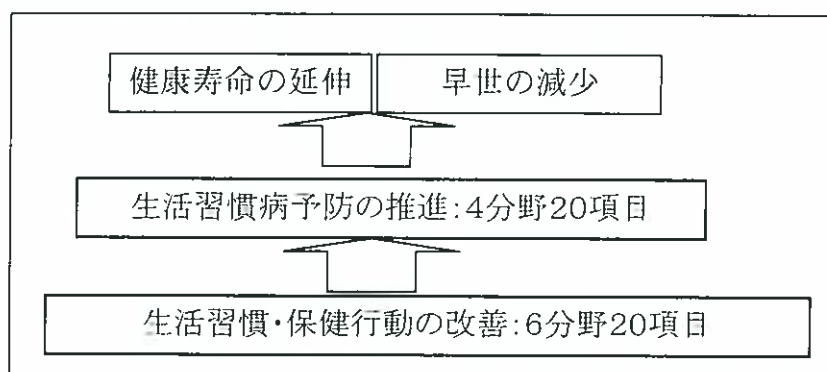 健康寿命の延伸
早世の減少
生活習慣病予防の推進:4分野20項目
生活習慣・保健行動の改善:6分野20項目